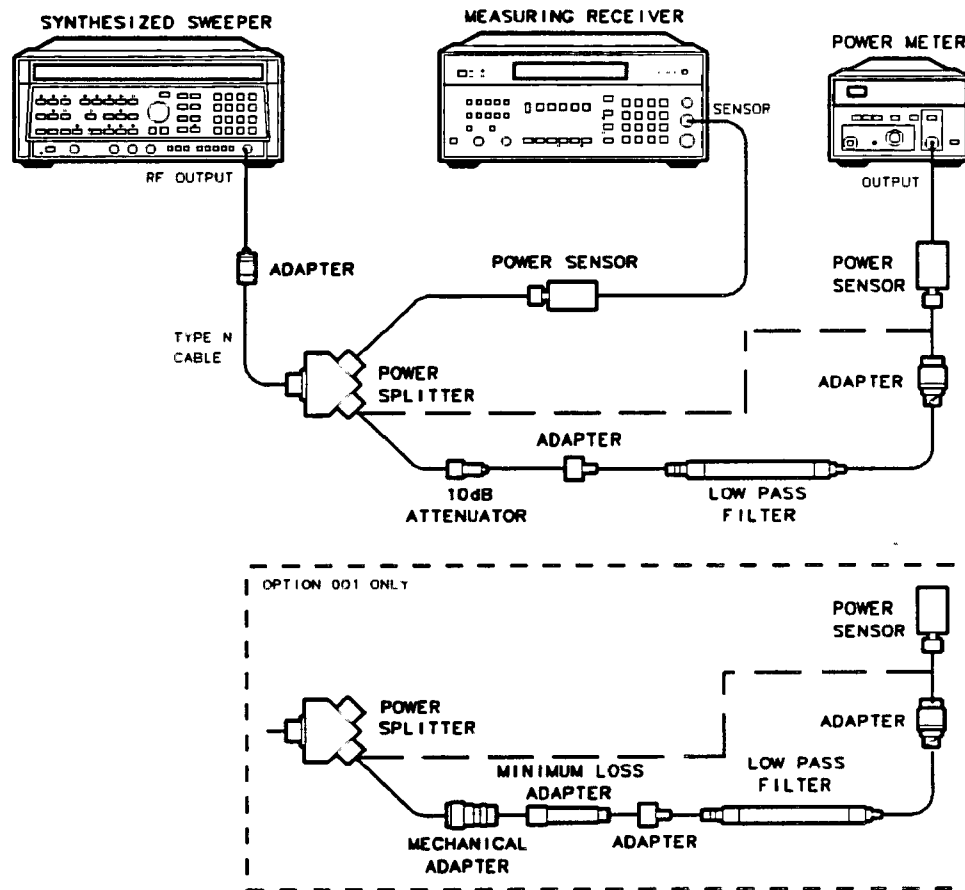 SYNTHESIZED SWEEPER
MEASURING RECEIVER
POWER METER
SENSOR
RF OUTPUT
OUTPUT
ADAPTER
POWER SENSOR
POWER
SENSOR
TYPE N
CABLE
POWER
SPLITTER
ADAPTER
ADAPTER
10dB
ATTENUATOR
LOW PASS
FILTER
OPTION 001 ONLY
POWER
SENSOR
POWER
SPLITTER
ADAPTER
MINIMUM LOSS
ADAPTER
LOW PASS
FILTER
MECHANICAL
ADAPTER
ADAPTER